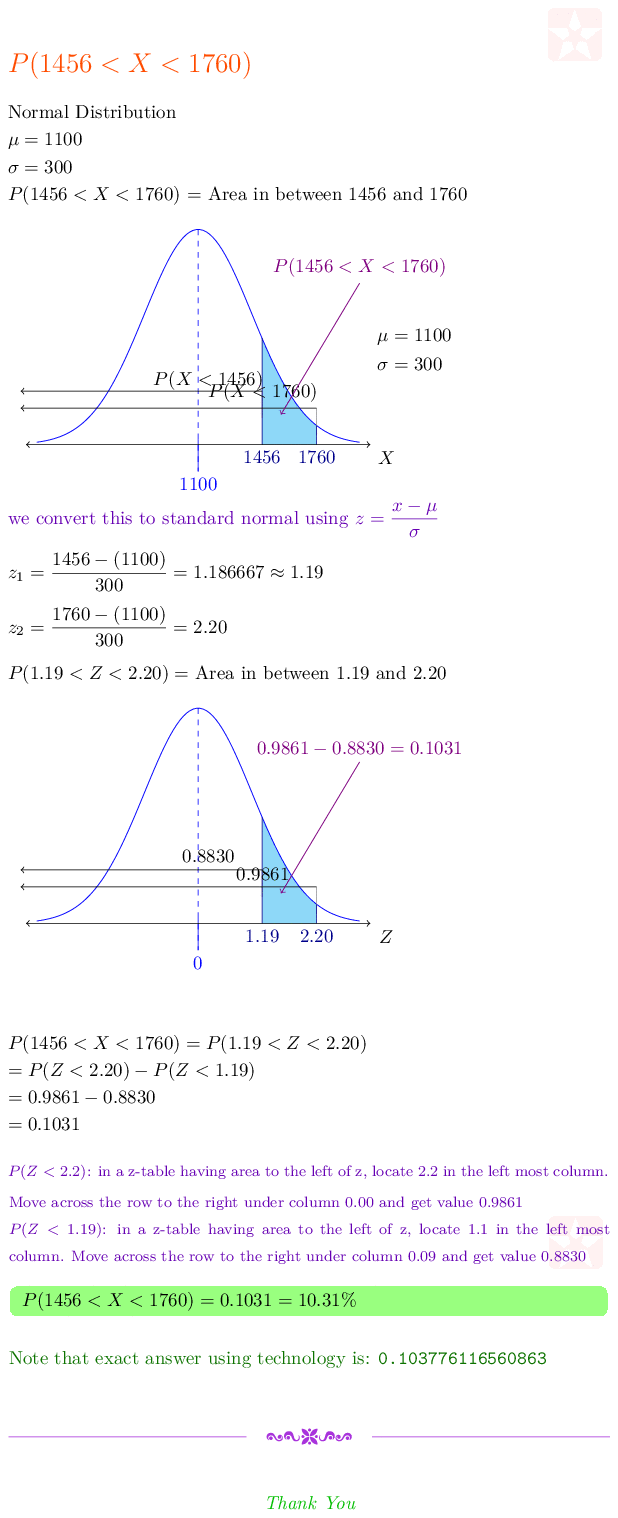 P(1456 < X < 1760)
Normal Distribution
μ = 1100
σ = 300
P(1456 < X < 1760) = Area in between 1456 and 1760
P(1456 < X < 1760)
μ = 1100
σ = 300
P(X < 1456)
P(X < 1760)
1456 1760 X
1100
we convert this to standard normal using z = \frac{x − μ}{σ}
z₁ = \frac{1456 − (1100)}{300} = 1.186667 ≈ 1.19
z₂ = \frac{1760 − (1100)}{300} = 2.20
P(1.19 < Z < 2.20) = Area in between 1.19 and 2.20
0.9861 − 0.8830 = 0.1031
0.8830
0.9861
1.19 2.20 Z
0
P(1456 < X < 1760) = P(1.19 < Z < 2.20)
= P(Z < 2.20) − P(Z < 1.19)
= 0.9861 − 0.8830
= 0.1031
P(Z < 2.2): in a z-table having area to the left of z, locate 2.2 in the left most column.
Move across the row to the right under column 0.00 and get value 0.9861
P(Z < 1.19): in a z-table having area to the left of z, locate 1.1 in the left most
column. Move across the row to the right under column 0.09 and get value 0.8830
P(1456 < X < 1760) = 0.1031 = 10.31%
Note that exact answer using technology is: 0.103776116560863
Thank You